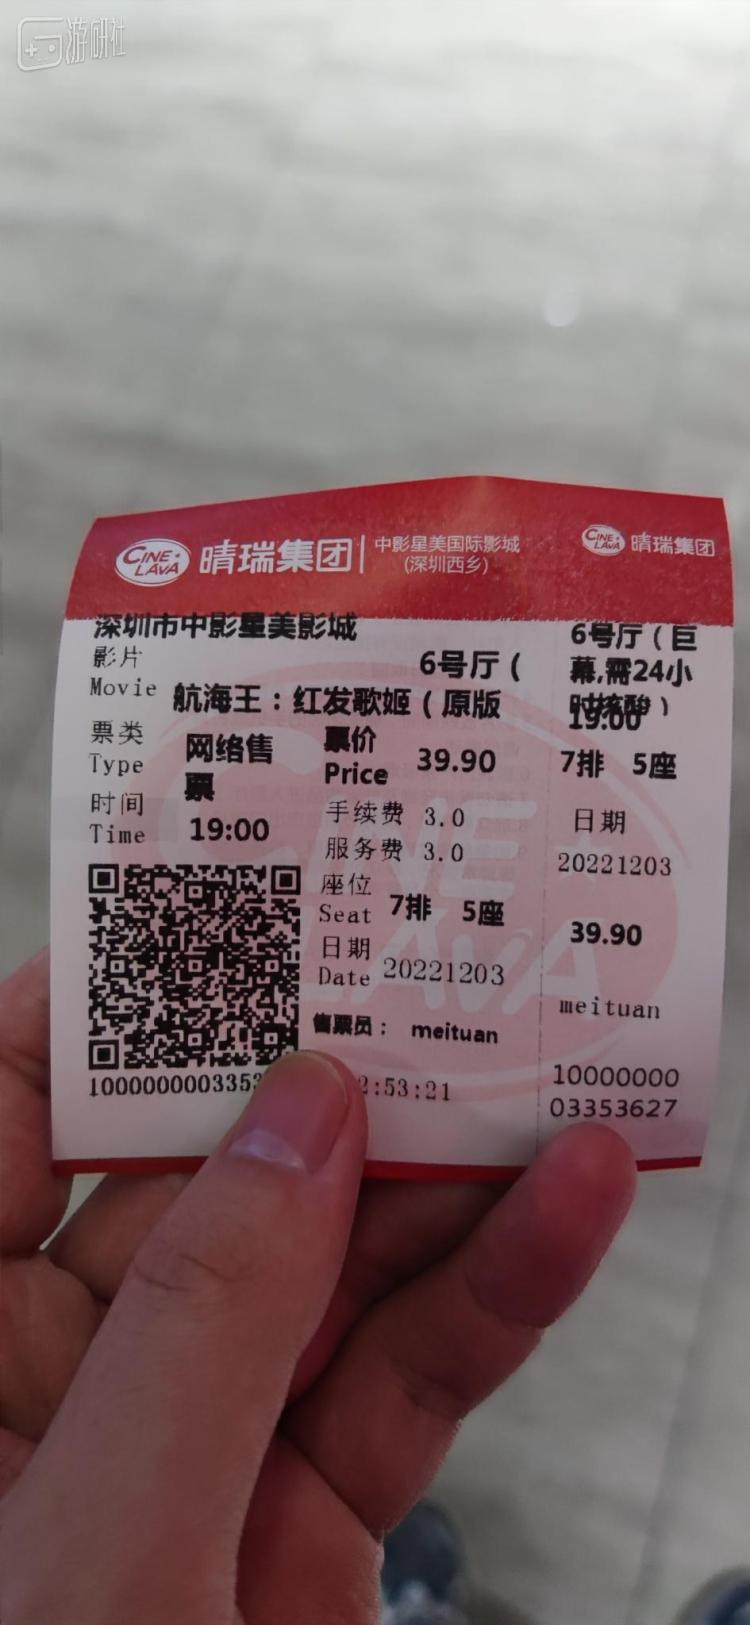 游研社
CINE LAVA 晴瑞集团 中影星美国际影城
(深圳西乡)
CINE LAVA 晴瑞集团
深圳市中影星美影城
影片 6号厅 (
Movie 航海王：红发歌姬 ( 原版
票类 网络售 票价 39.90
Type 票 Price
时间 手续费 3.0
Time 19:00 服务费 3.0
座位
Seat 7排 5座
日期
Date 20221203
售票员： meituan
1000000003353
2:53:21
6号厅 ( 巨
幕,需24小
时核酸 )
19:00
7排 5座
日期
20221203
39.90
meituan
10000000
03353627